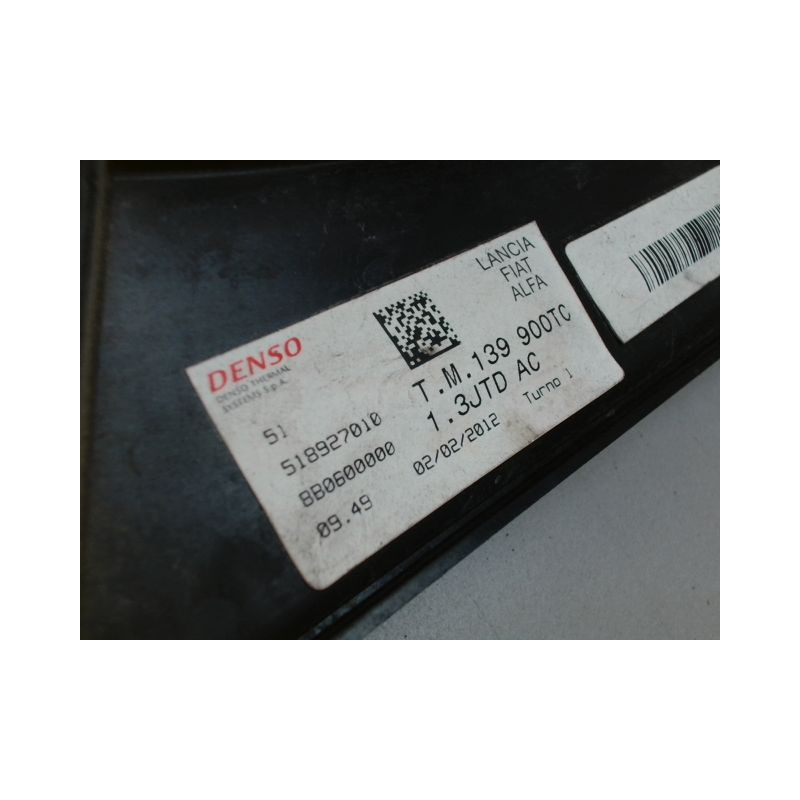 DENSO
DENSO THERMAL
SYSTEMS S.p.A.
LANCIA
FIAT
ALFA
51
518927010
8B0600000
09.49
T.M.139 900TC
1.3JTD AC
02/02/2012 Turno 1